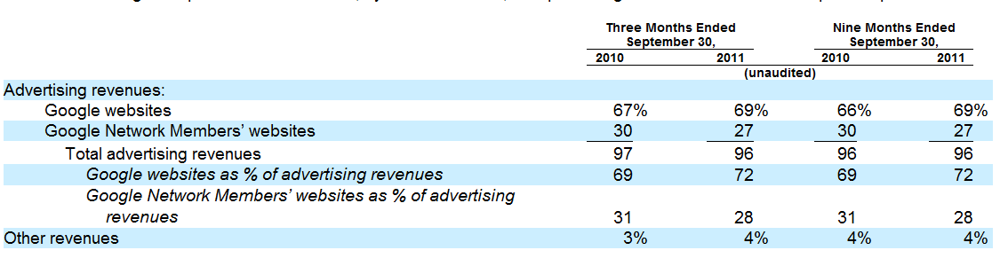 Three Months Ended Nine Months Ended
September 30, September 30,
2010 2011 2010 2011
(unaudited)
Advertising revenues:
Google websites 67% 69% 66% 69%
Google Network Members’ websites 30 27 30 27
Total advertising revenues 97 96 96 96
Google websites as % of advertising revenues 69 72 69 72
Google Network Members’ websites as % of advertising
revenues 31 28 31 28
Other revenues 3% 4% 4% 4%